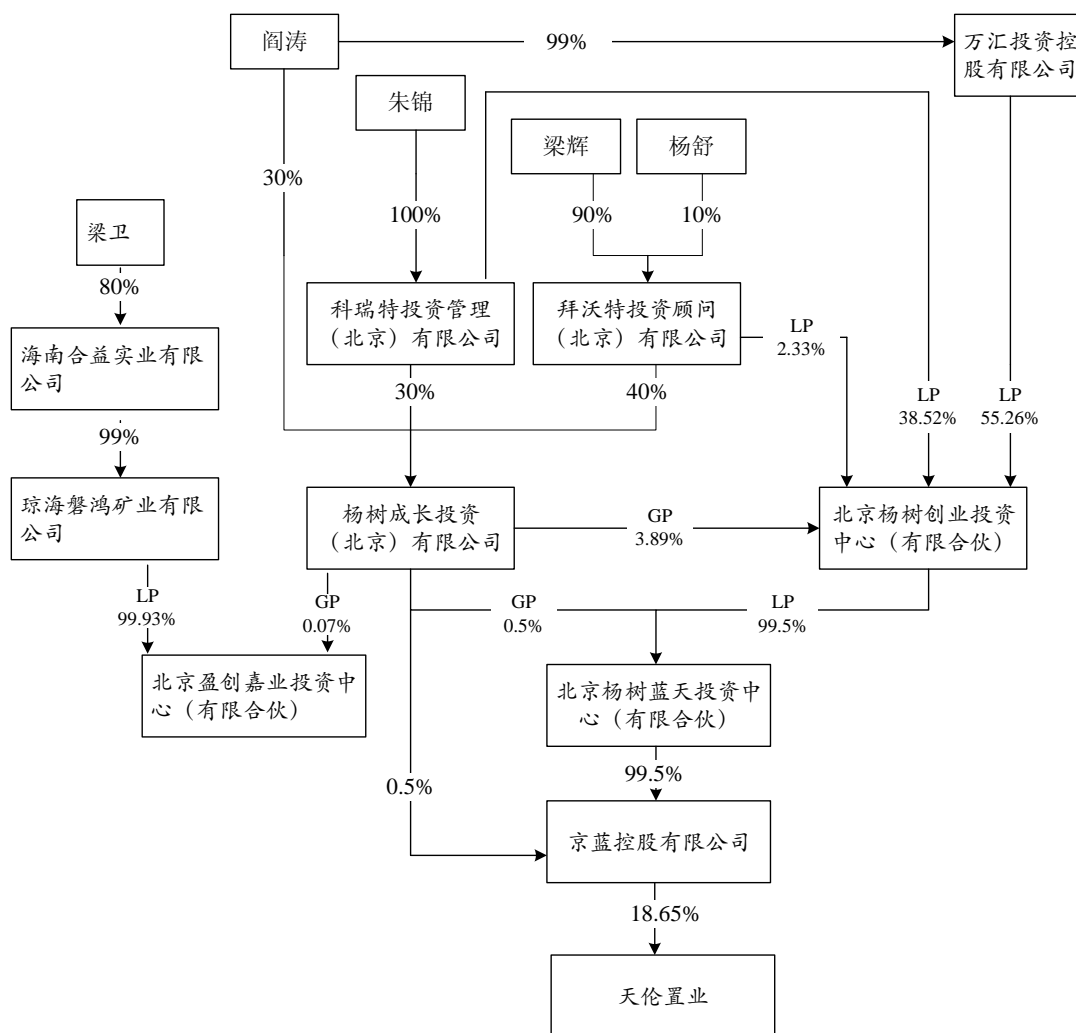 阎涛
99%
万汇投资控
股有限公司
朱锦
梁辉
杨舒
30%
100%
90%
10%
梁卫
80%
科瑞特投资管理
（北京）有限公司
拜沃特投资顾问
（北京）有限公司
LP
2.33%
海南合益实业有限
公司
30%
40%
LP
38.52%
LP
55.26%
99%
琼海磐鸿矿业有限
公司
杨树成长投资
（北京）有限公司
GP
3.89%
北京杨树创业投资
中心（有限合伙）
LP
99.93%
GP
0.07%
GP
0.5%
LP
99.5%
北京盈创嘉业投资中
心（有限合伙）
北京杨树蓝天投资中
心（有限合伙）
0.5%
99.5%
京蓝控股有限公司
18.65%
天伦置业